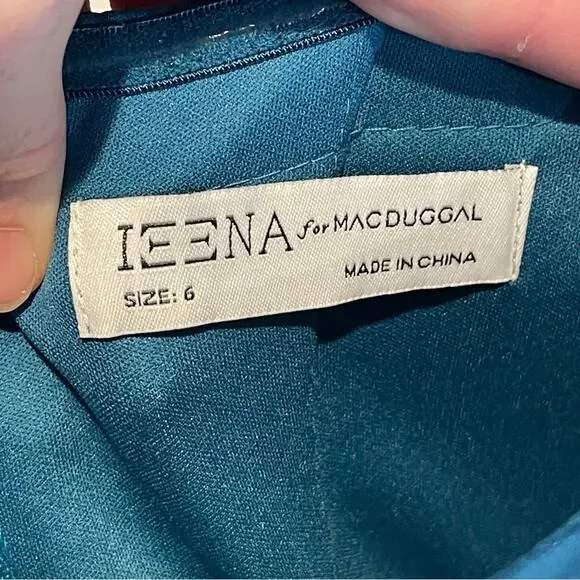 IEENA for MACDUGGAL
SIZE: 6
MADE IN CHINA